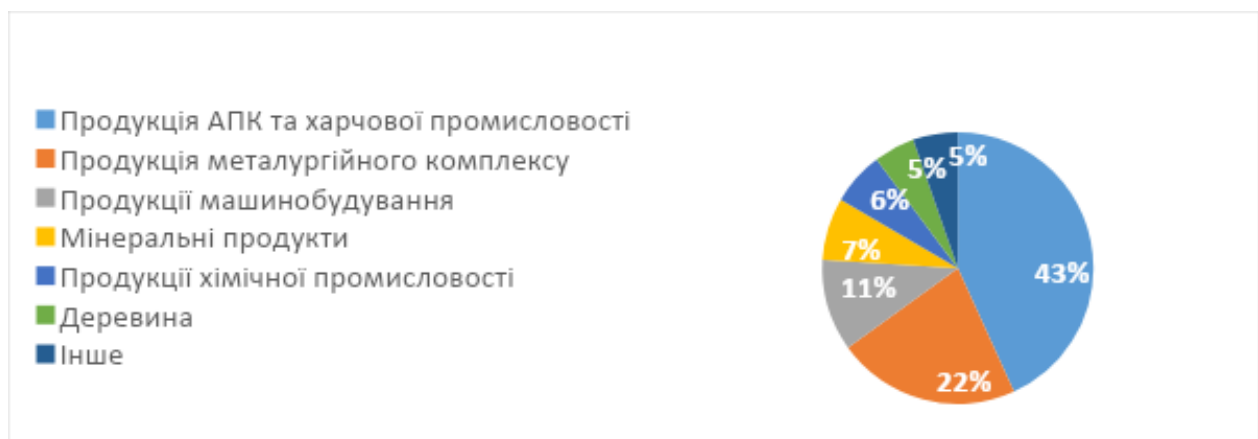 Продукція АПК та харчової промисловості
Продукція металургійного комплексу
Продукції машинобудування
Мінеральні продукти
Продукції хімічної промисловості
Деревина
Інше
5%
5%
6%
7%
11%
43%
22%